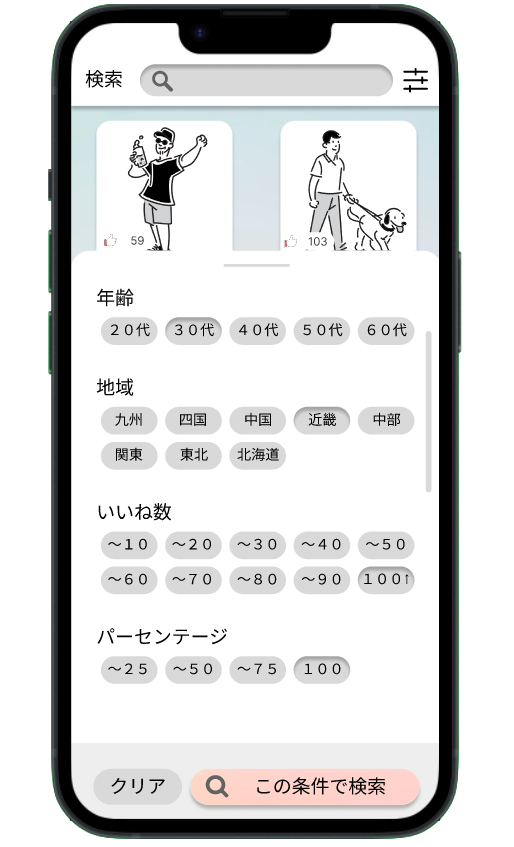 検索
59
103
年齢
２０代 ３０代 ４０代 ５０代 ６０代
地域
九州 四国 中国 近畿 中部
関東 東北 北海道
いいね数
～１０ ～２０ ～３０ ～４０ ～５０
～６０ ～７０ ～８０ ～９０ １００↑
パーセンテージ
～２５ ～５０ ～７５ １００
クリア この条件で検索